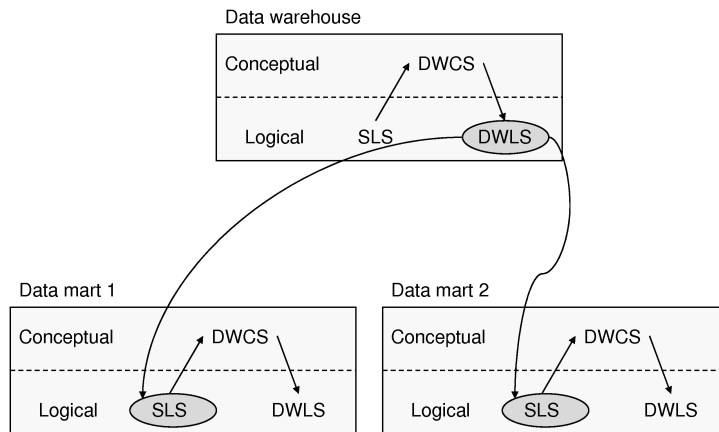 Data warehouse
Conceptual DWCS
Logical SLS DWLS
Data mart 1 Data mart 2
Conceptual DWCS Conceptual DWCS
Logical SLS DWLS Logical SLS DWLS